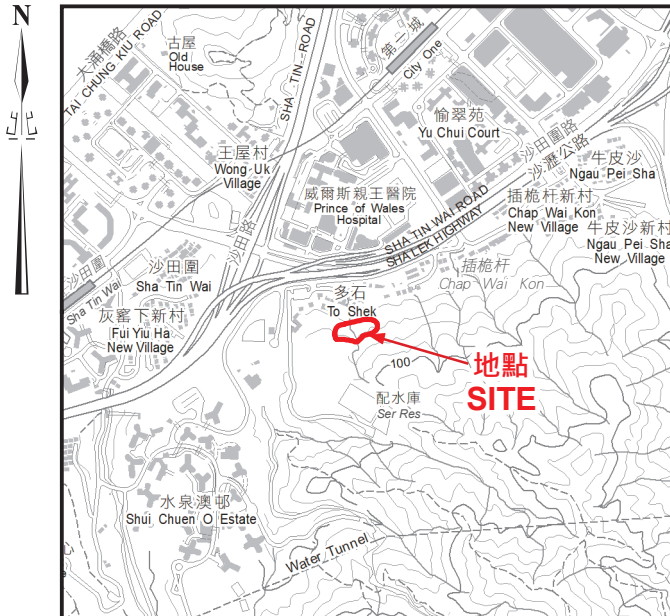 N
大涌橋路
TAI CHUNG KIU ROAD
古屋
Old
House
SHA TIN ROAD
沙田路
第一城
City One
愉翠苑
Yu Chui Court
沙田圍路
SHA TIN WAI ROAD
沙瀝公路
SHA LEK HIGHWAY
牛皮沙
Ngau Pei Sha
王屋村
Wong Uk
Village
威爾斯親王醫院
Prince of Wales
Hospital
插桅杆新村
Chap Wai Kon
New Village
牛皮沙新村
Ngau Pei Sha
New Village
沙田圍
Sha Tin Wai
沙田圍
Sha Tin Wai
插桅杆
Chap Wai Kon
多石
To Shek
灰窰下新村
Fui Yiu Ha
New Village
100
地點
SITE
配水庫
Ser Res
水泉澳邨
Shui Chuen O Estate
Water Tunnel